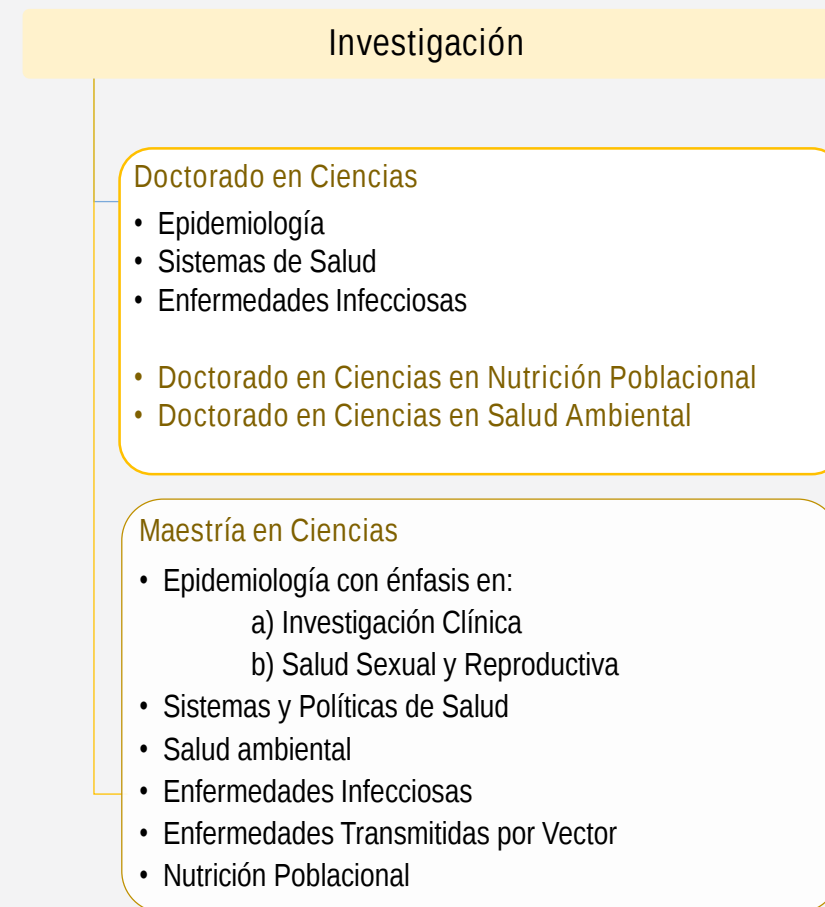 Investigación
Doctorado en Ciencias
• Epidemiología
• Sistemas de Salud
• Enfermedades Infecciosas
• Doctorado en Ciencias en Nutrición Poblacional
• Doctorado en Ciencias en Salud Ambiental
Maestría en Ciencias
• Epidemiología con énfasis en:
a) Investigación Clínica
b) Salud Sexual y Reproductiva
• Sistemas y Políticas de Salud
• Salud ambiental
• Enfermedades Infecciosas
• Enfermedades Transmitidas por Vector
• Nutrición Poblacional